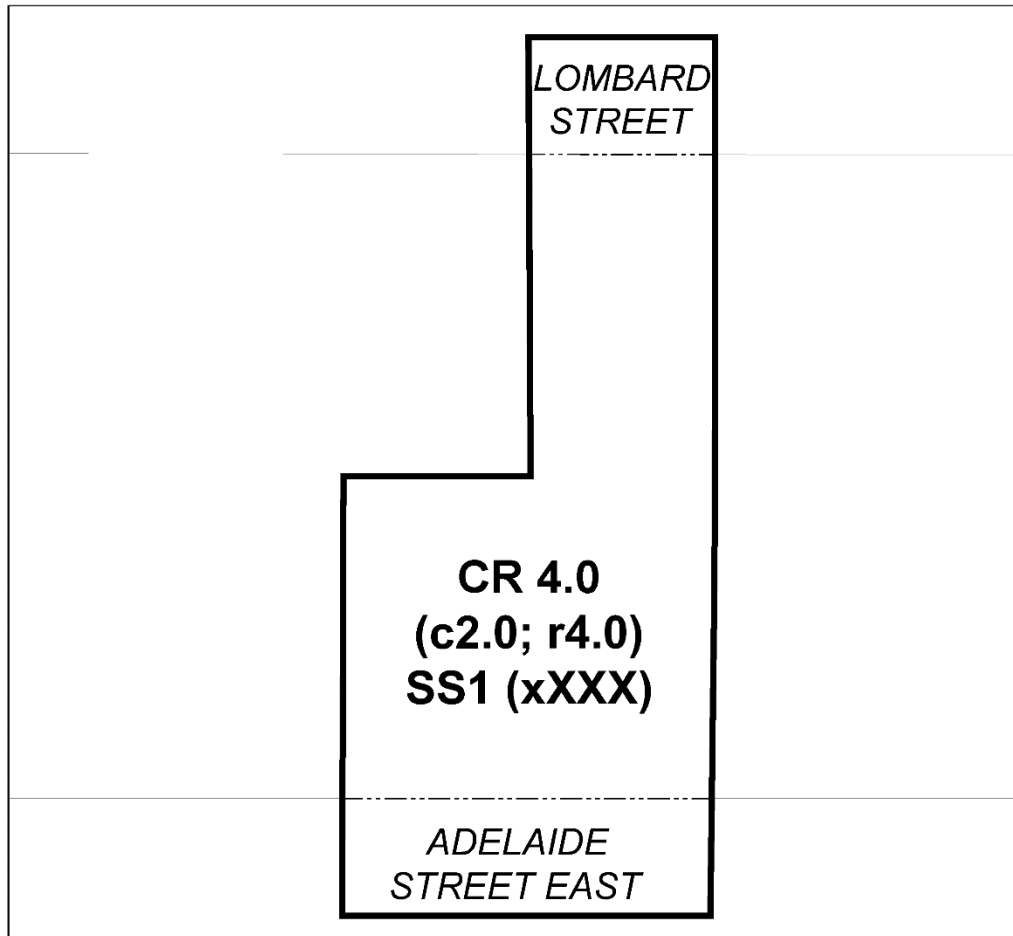 LOMBARD
STREET
CR 4.0
(c2.0; r4.0)
SS1 (xXXX)
ADELAIDE
STREET EAST